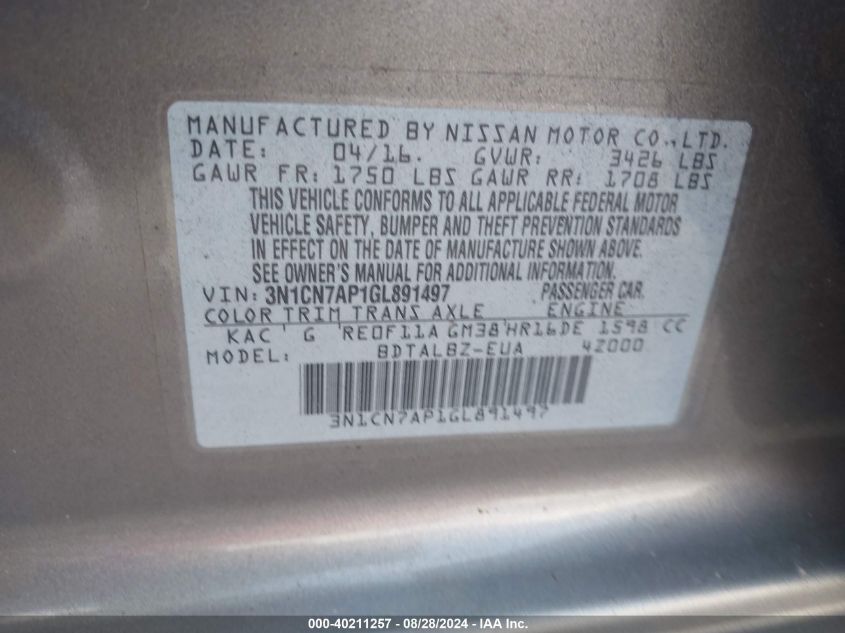 MANUFACTURED BY NISSAN MOTOR CO., LTD.
DATE: 04/16. GVWR: 3426 LBS
GAWR FR: 1750 LBS GAWR RR: 1708 LBS
THIS VEHICLE CONFORMS TO ALL APPLICABLE FEDERAL MOTOR
VEHICLE SAFETY, BUMPER AND THEFT PREVENTION STANDARDS
IN EFFECT ON THE DATE OF MANUFACTURE SHOWN ABOVE.
SEE OWNER'S MANUAL FOR ADDITIONAL INFORMATION.
VIN: 3N1CN7AP1GL891497 PASSENGER CAR.
COLOR TRIM TRANS AXLE ENGINE
KAC G RE0F11A GM38 HR16DE 1598 CC
MODEL: BDTALBZ-EUA 4Z000
3N1CN7AP1GL891497
000-40211257 - 08/28/2024 - IAA Inc.